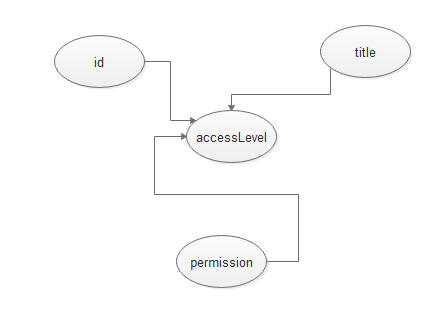 title
id
accessLevel
permission